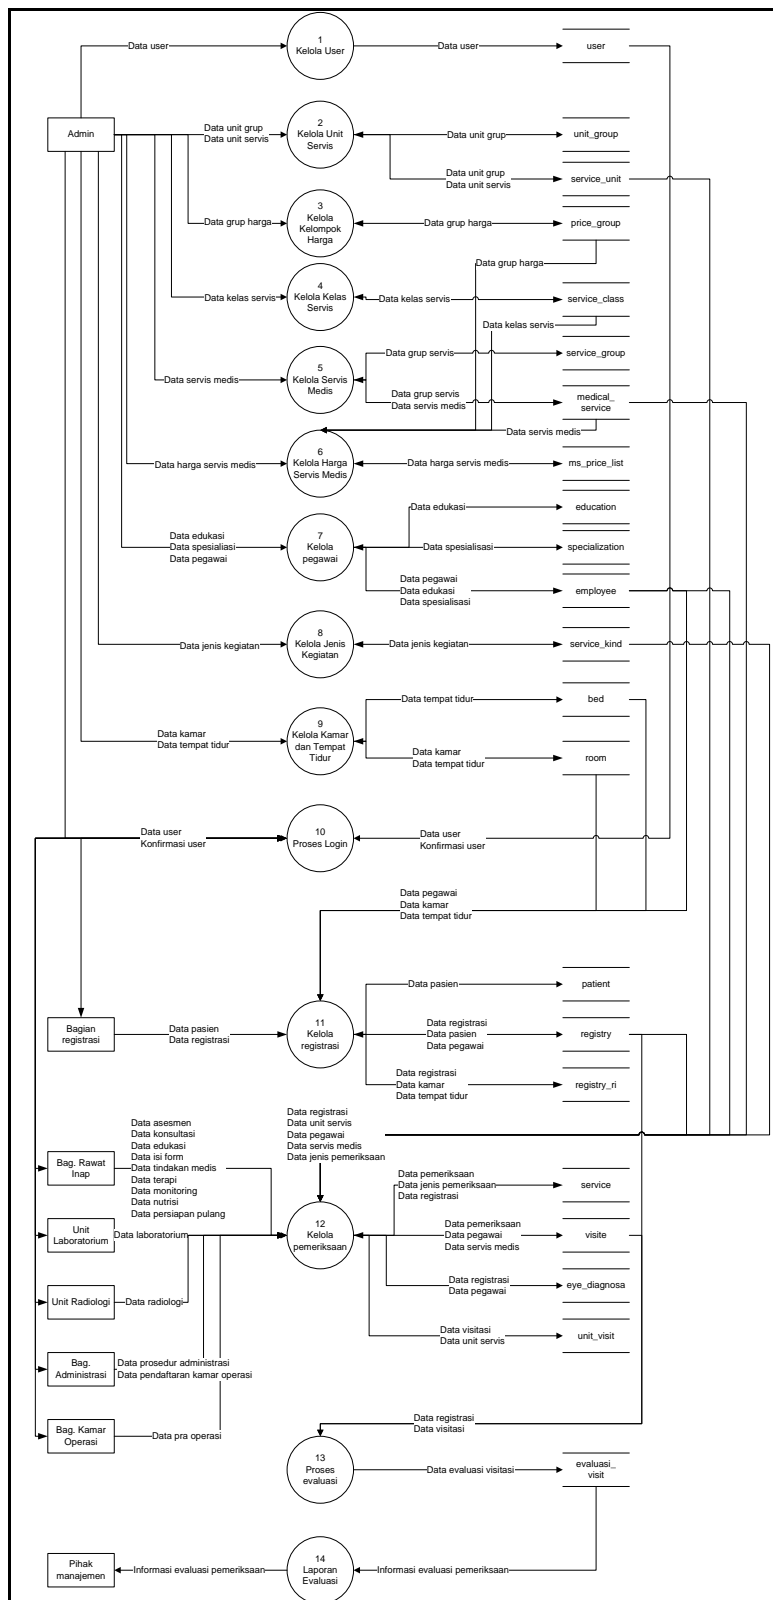 1
Kelola User
Data user
Data user
user
Admin
Data unit grup
Data unit servis
2
Kelola Unit
Servis
Data unit grup
unit_group
Data unit grup
Data unit servis
service_unit
Data grup harga
3
Kelola
Kelompok
Harga
Data grup harga
price_group
Data grup harga
Data kelas servis
4
Kelola Kelas
Servis
Data kelas servis
service_class
Data kelas servis
Data servis medis
5
Kelola Servis
Medis
Data grup servis
service_group
Data grup servis
Data servis medis
medical_
service
Data servis medis
Data harga servis medis
6
Kelola Harga
Servis Medis
Data harga servis medis
ms_price_list
Data edukasi
Data spesialiasi
Data pegawai
7
Kelola
pegawai
Data edukasi
education
Data spesialisasi
specialization
Data pegawai
Data edukasi
Data spesialisasi
employee
Data jenis kegiatan
8
Kelola Jenis
Kegiatan
Data jenis kegiatan
service_kind
Data kamar
Data tempat tidur
9
Kelola Kamar
dan Tempat
Tidur
Data tempat tidur
bed
Data kamar
Data tempat tidur
room
Data user
Konfirmasi user
10
Proses Login
Data user
Konfirmasi user
Data pegawai
Data kamar
Data tempat tidur
Bagian
registrasi
Data pasien
Data registrasi
11
Kelola
registrasi
Data pasien
patient
Data registrasi
Data pasien
Data pegawai
registry
Data registrasi
Data kamar
Data tempat tidur
registry_ri
Data registrasi
Data unit servis
Data pegawai
Data servis medis
Data jenis pemeriksaan
Bag. Rawat
Inap
Data asesmen
Data konsultasi
Data edukasi
Data isi form
Data tindakan medis
Data terapi
Data monitoring
Data nutrisi
Data persiapan pulang
12
Kelola
pemeriksaan
Data pemeriksaan
Data jenis pemeriksaan
Data registrasi
service
Data pemeriksaan
Data pegawai
Data servis medis
visite
Unit
Laboratorium
Data laboratorium
Data registrasi
Data pegawai
eye_diagnosa
Unit Radiologi
Data radiologi
Data visitasi
Data unit servis
unit_visit
Bag.
Administrasi
Data prosedur administrasi
Data pendaftaran kamar operasi
Bag. Kamar
Operasi
Data pra operasi
Data registrasi
Data visitasi
13
Proses
evaluasi
Data evaluasi visitasi
evaluasi_
visit
Pihak
manajemen
Informasi evaluasi pemeriksaan
14
Laporan
Evaluasi
Informasi evaluasi pemeriksaan